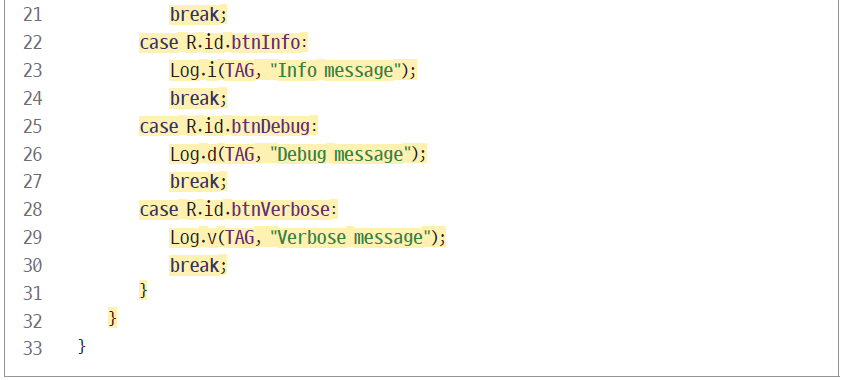 21 break;
22 case R.id.btnInfo:
23 Log.i(TAG, "Info message");
24 break;
25 case R.id.btnDebug:
26 Log.d(TAG, "Debug message");
27 break;
28 case R.id.btnVerbose:
29 Log.v(TAG, "Verbose message");
30 break;
31 }
32 }
33 }